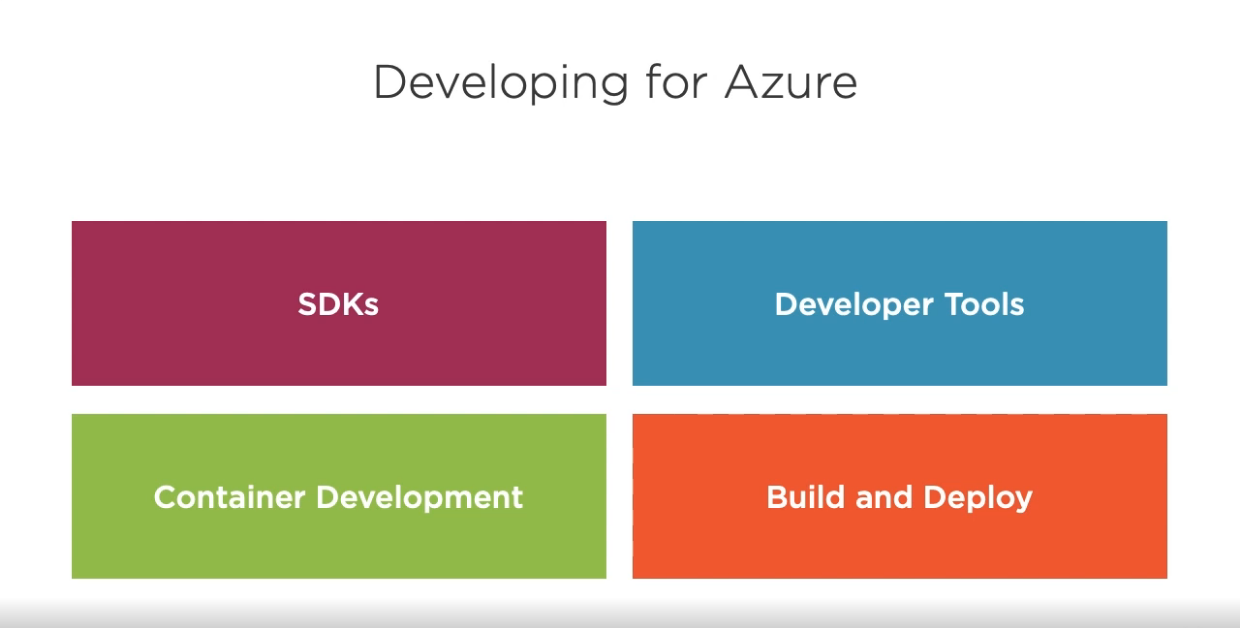 Developing for Azure
SDKs
Developer Tools
Container Development
Build and Deploy